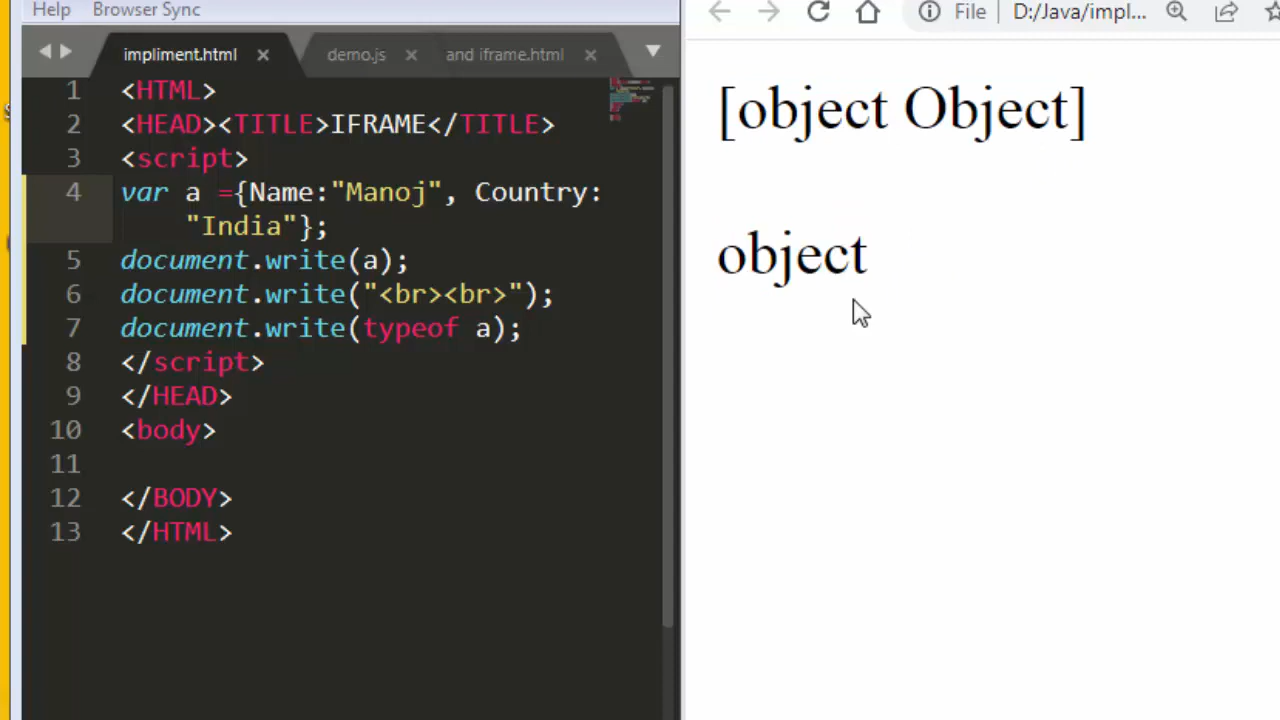 Help Browser Sync
impliment.html × demo.js × and iframe.html ×
1 <HTML>
2 <HEAD><TITLE>IFRAME</TITLE>
3 <script>
4 var a ={Name:"Manoj", Country:
"India"};
5 document.write(a);
6 document.write("<br><br>");
7 document.write(typeof a);
8 </script>
9 </HEAD>
10 <body>
11
12 </BODY>
13 </HTML>
File D:/Java/impl...
[object Object]
object